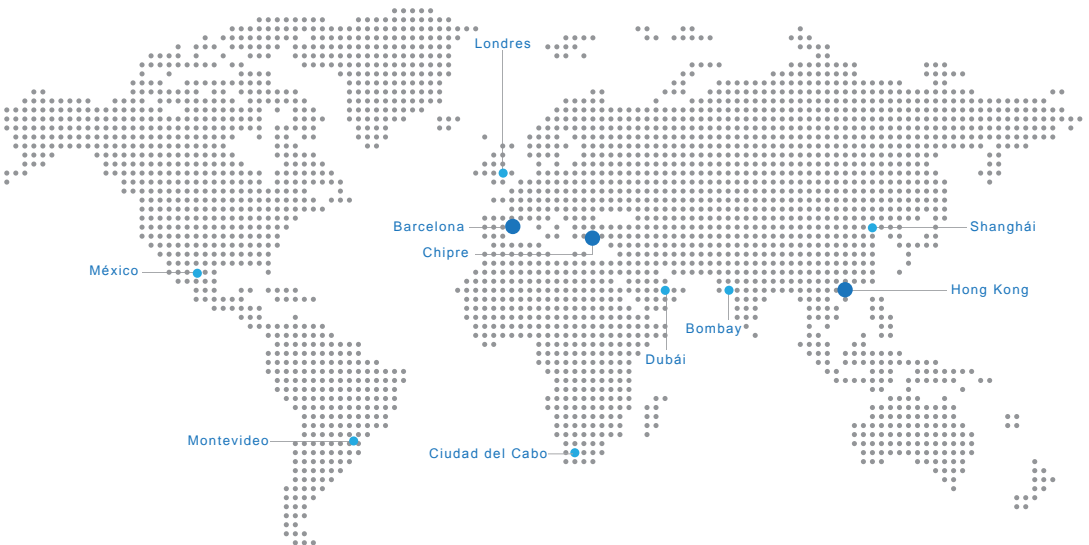 Londres
Barcelona
Shanghái
Chipre
México
Hong Kong
Bombay
Dubái
Montevideo
Ciudad del Cabo